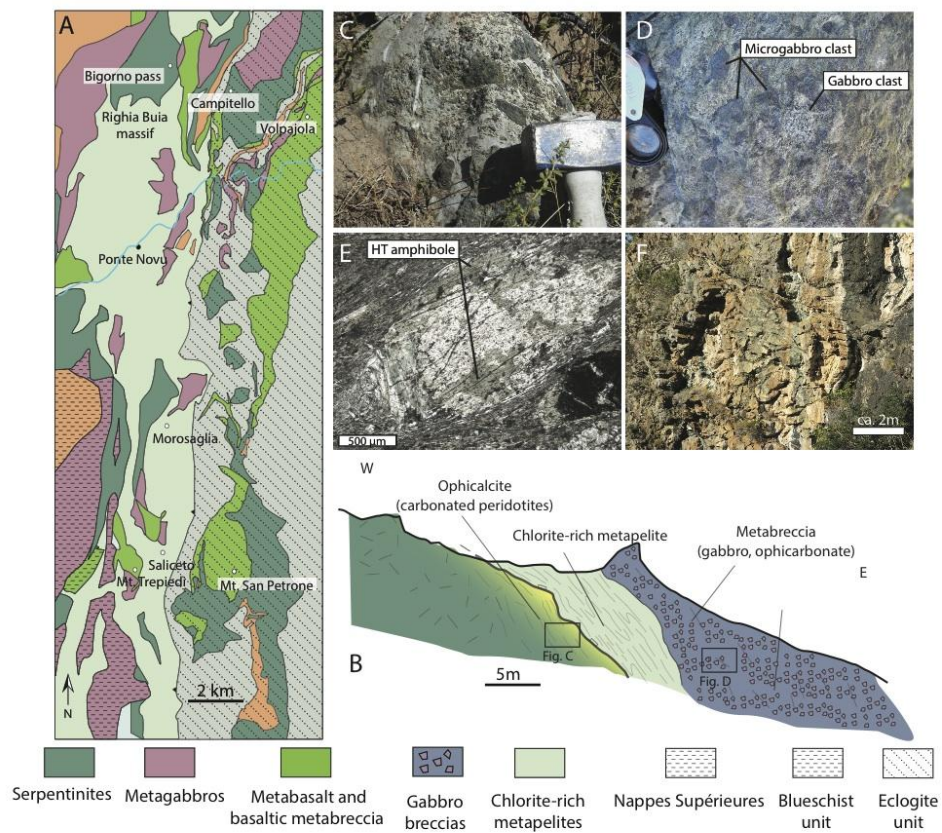 A
Bigorno pass
Righia Buia
massif
Campitello
Volpajola
Ponte Novu
Morosaglia
Saliceto
Mt. Trepiedi
Mt. San Petrone
2 km
N
C
D
Microgabbro
clast
Gabbro
clast
E
HT amphibole
500 um
F
ca. 2m
W
Ophicalcite
(carbonated peridotites)
Chlorite-rich metapelite
Metabreccia
(gabbro, ophicarbonate)
E
Fig. C
Fig. D
B
5m
Serpentinites
Metagabbros
Metabasalt and
basaltic metabreccia
Gabbro
breccias
Chlorite-rich
metapelites
Nappes Supérieures
Blueschist
unit
Eclogite
unit